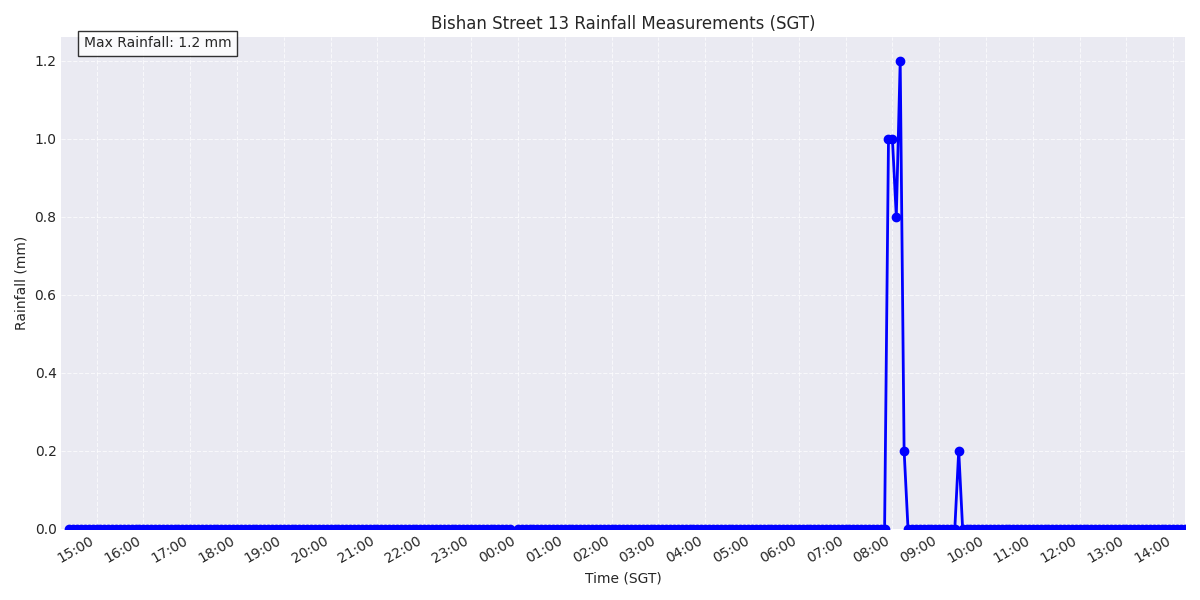 Bishan Street 13 Rainfall Measurements (SGT)
Max Rainfall: 1.2 mm
1.2
1.0
0.8
0.6
0.4
0.2
0.0
Rainfall (mm)
15:00 16:00 17:00 18:00 19:00 20:00 21:00 22:00 23:00 00:00 01:00 02:00 03:00 04:00 05:00 06:00 07:00 08:00 09:00 10:00 11:00 12:00 13:00 14:00
Time (SGT)